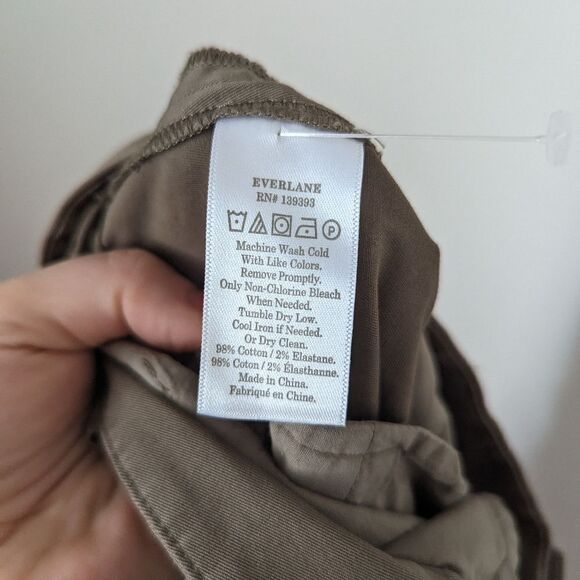 EVERLANE
RN# 139393
P
Machine Wash Cold
With Like Colors.
Remove Promptly.
Only Non-Chlorine Bleach
When Needed.
Tumble Dry Low.
Cool Iron if Needed.
Or Dry Clean.
98% Cotton / 2% Elastane.
98% Coton / 2% Élasthanne.
Made in China.
Fabriqué en Chine.